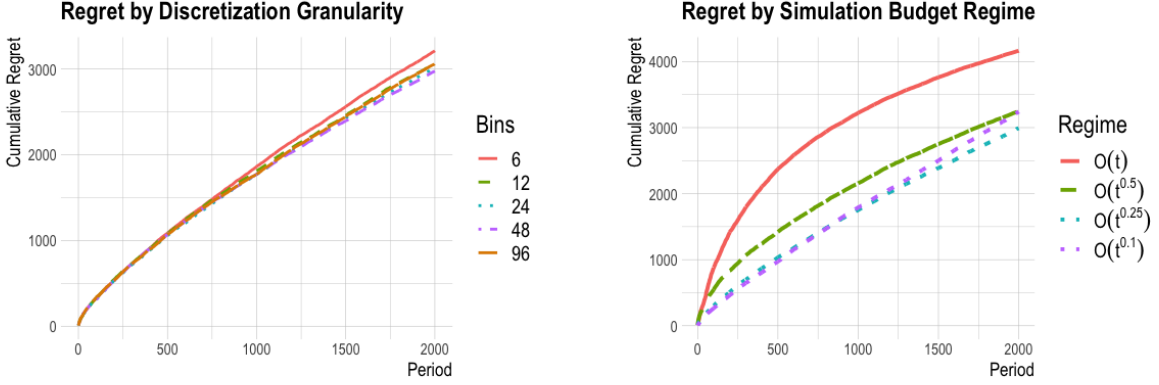 Regret by Discretization Granularity
Cumulative Regret
3000
2000
1000
0
0 500 1000 1500 2000
Period
Bins
6
12
24
48
96
Regret by Simulation Budget Regime
Cumulative Regret
4000
3000
2000
1000
0
0 500 1000 1500 2000
Period
Regime
O(t)
O(t^0.5)
O(t^0.25)
O(t^0.1)